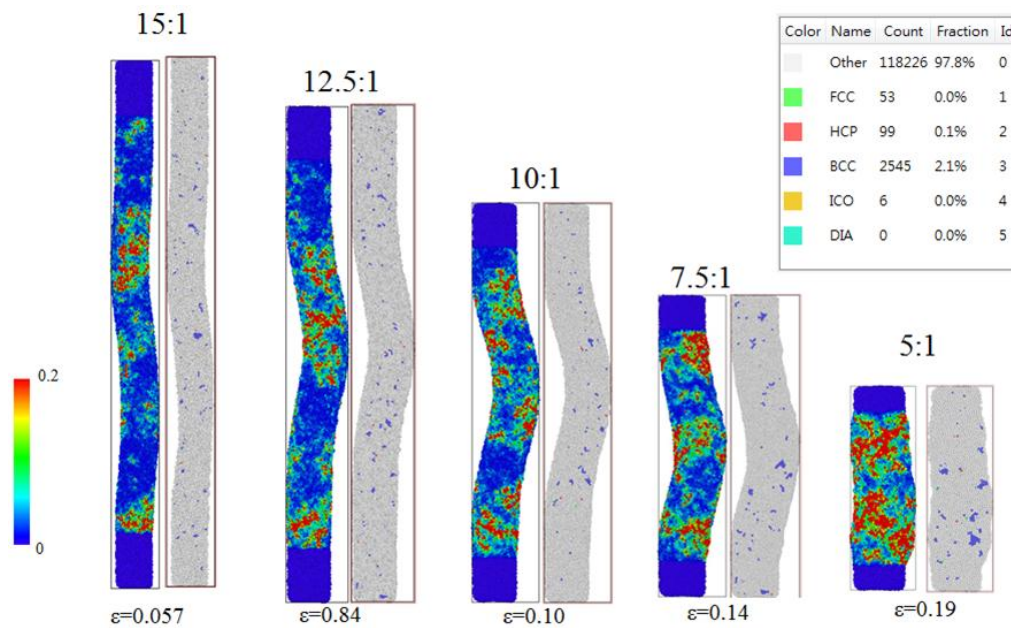 15:1
12.5:1
10:1
7.5:1
5:1
Color Name Count Fraction Id
Other 118226 97.8% 0
FCC 53 0.0% 1
HCP 99 0.1% 2
BCC 2545 2.1% 3
ICO 6 0.0% 4
DIA 0 0.0% 5
0.2
0
ε=0.057
ε=0.84
ε=0.10
ε=0.14
ε=0.19